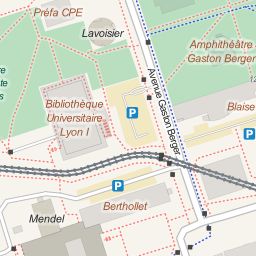 Préfa CPE
Lavoisier
Amphithéâtre
Gaston Berger
Avenue Gaston Berger
Bibliothèque
Universitaire
Lyon I
P
Blaise
P
Berthollet
P
Mendel